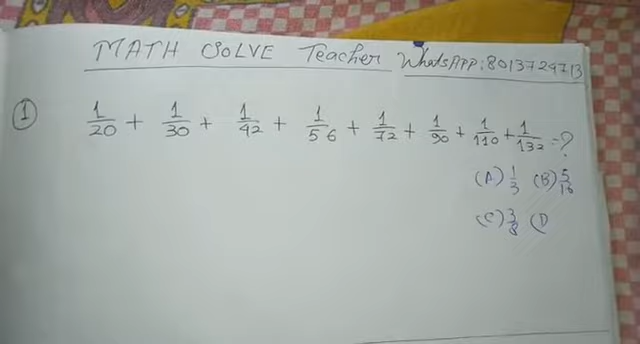 MATH SOLVE Teacher WhatsApp: 8013729713
① 1/20 + 1/30 + 1/42 + 1/56 + 1/72 + 1/90 + 1/110 + 1/132 = ?
(A) 1/3 (B) 5/16
(C) 3/8 (D